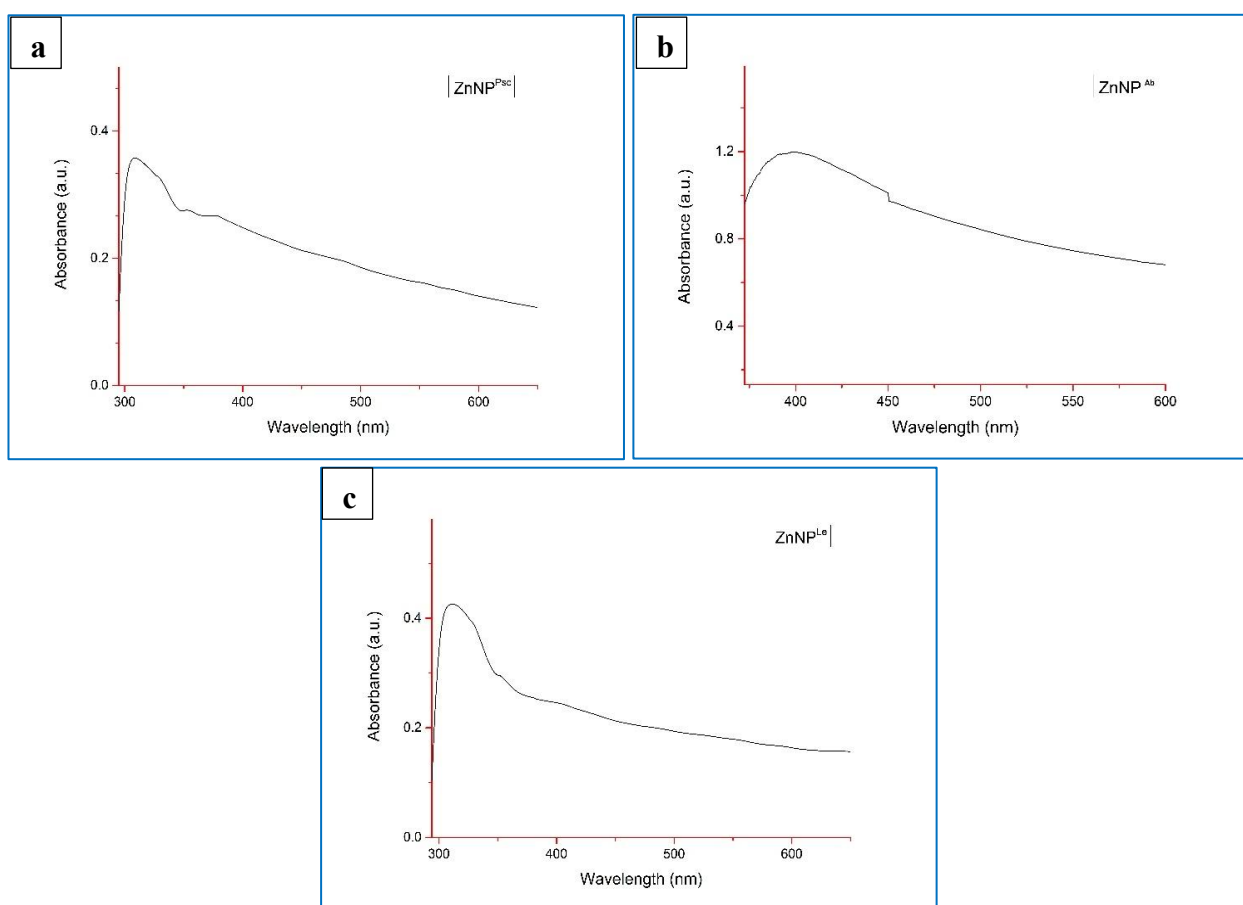 a
ZnNP^Psc
0.4
0.2
0.0
Absorbance (a.u.)
300 400 500 600
Wavelength (nm)
b
ZnNP^Ab
1.2
0.8
0.4
Absorbance (a.u.)
400 450 500 550 600
Wavelength (nm)
c
ZnNP^Le
0.4
0.2
0.0
Absorbance (a.u.)
300 400 500 600
Wavelength (nm)